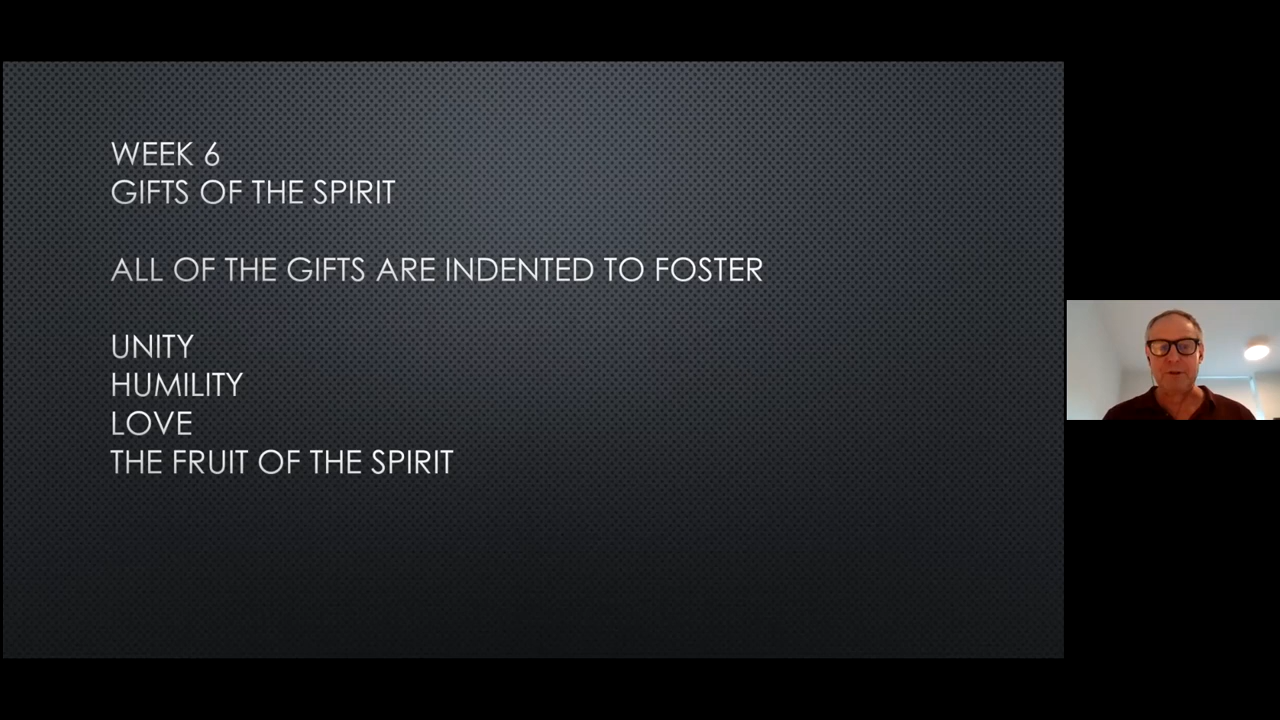 WEEK 6
GIFTS OF THE SPIRIT
ALL OF THE GIFTS ARE INDENTED TO FOSTER
UNITY
HUMILITY
LOVE
THE FRUIT OF THE SPIRIT